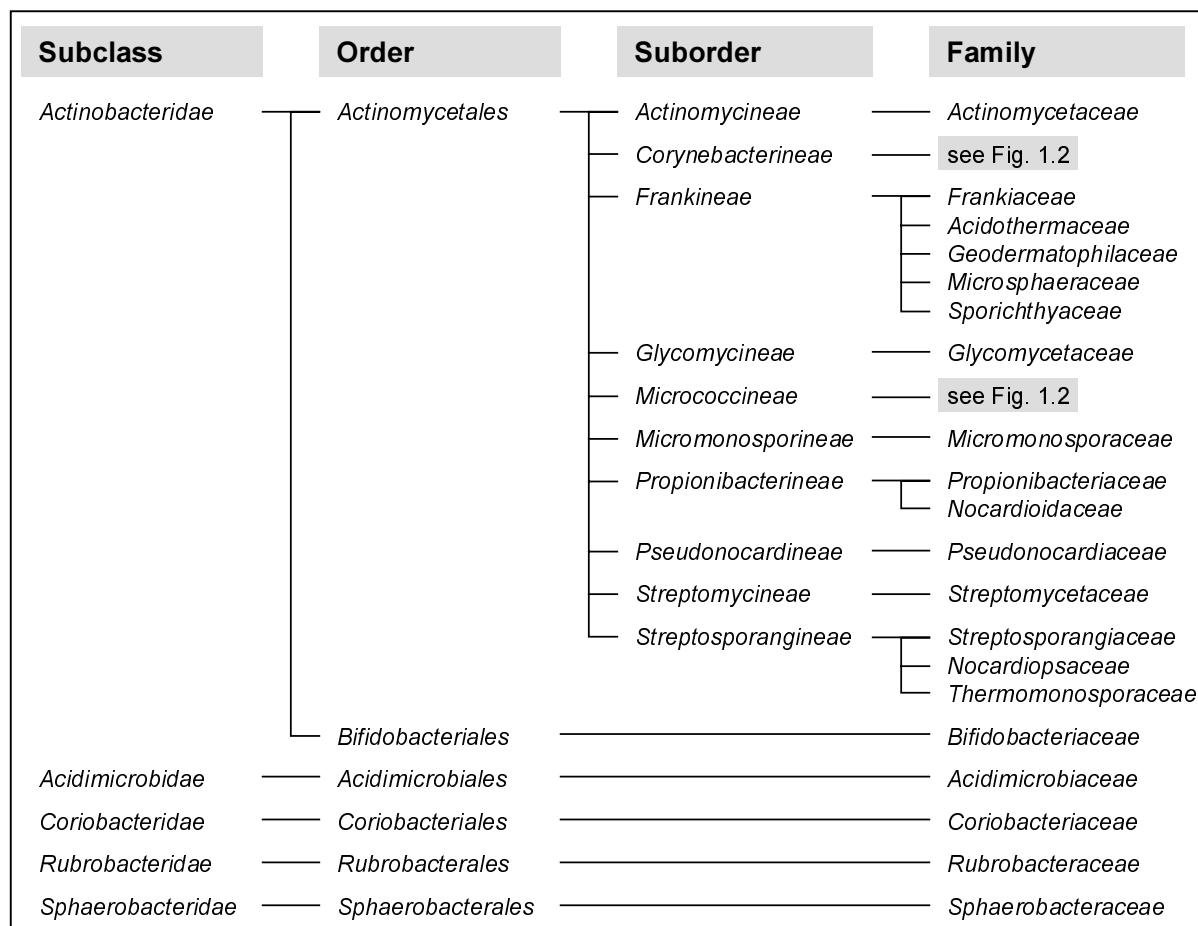 Subclass Order Suborder Family
Actinobacteridae Actinomycetales Actinomycineae Actinomycetaceae
Corynebacterineae see Fig. 1.2
Frankineae Frankiaceae
Acidothermaceae
Geodermatophilaceae
Microsphaeraceae
Sporichthyaceae
Glycomycineae Glycomycetaceae
Micrococcineae see Fig. 1.2
Micromonosporineae Micromonosporaceae
Propionibacterineae Propionibacteriaceae
Nocardioidaceae
Pseudonocardineae Pseudonocardiaceae
Streptomycineae Streptomycetaceae
Streptosporangineae Streptosporangiaceae
Nocardiopsaceae
Thermomonosporaceae
Bifidobacteriales Bifidobacteriaceae
Acidimicrobidae Acidimicrobiales Acidimicrobiaceae
Coriobacteridae Coriobacteriales Coriobacteriaceae
Rubrobacteridae Rubrobacterales Rubrobacteraceae
Sphaerobacteridae Sphaerobacterales Sphaerobacteraceae